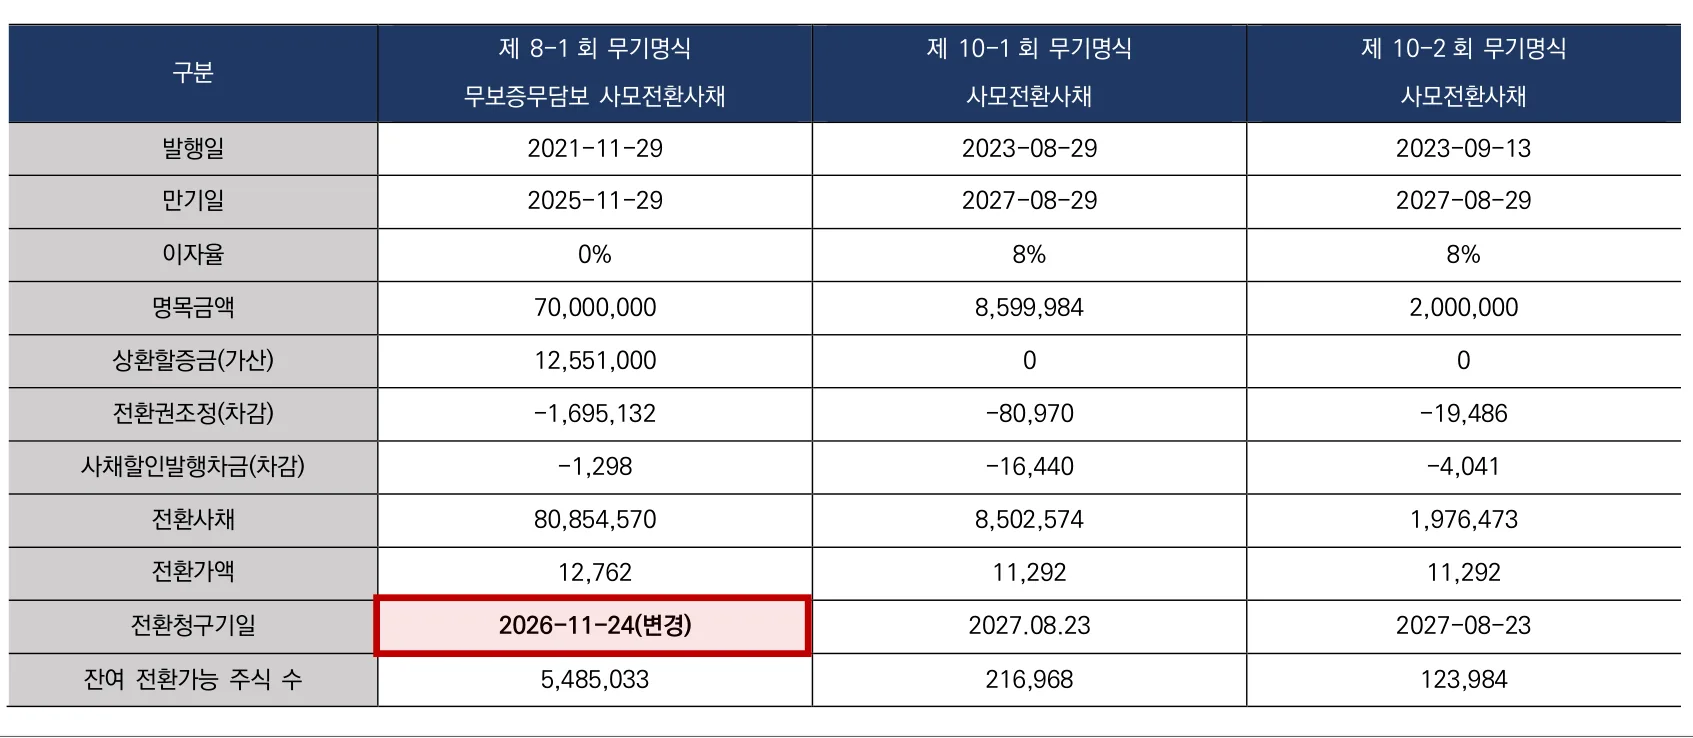 구분 제 8-1 회 무기명식 무보증무담보 사모전환사채 제 10-1 회 무기명식 사모전환사채 제 10-2 회 무기명식 사모전환사채
발행일 2021-11-29 2023-08-29 2023-09-13
만기일 2025-11-29 2027-08-29 2027-08-29
이자율 0% 8% 8%
명목금액 70,000,000 8,599,984 2,000,000
상환할증금(가산) 12,551,000 0 0
전환권조정(차감) -1,695,132 -80,970 -19,486
사채할인발행차금(차감) -1,298 -16,440 -4,041
전환사채 80,854,570 8,502,574 1,976,473
전환가액 12,762 11,292 11,292
전환청구기일 2026-11-24(변경) 2027.08.23 2027-08-23
잔여 전환가능 주식 수 5,485,033 216,968 123,984